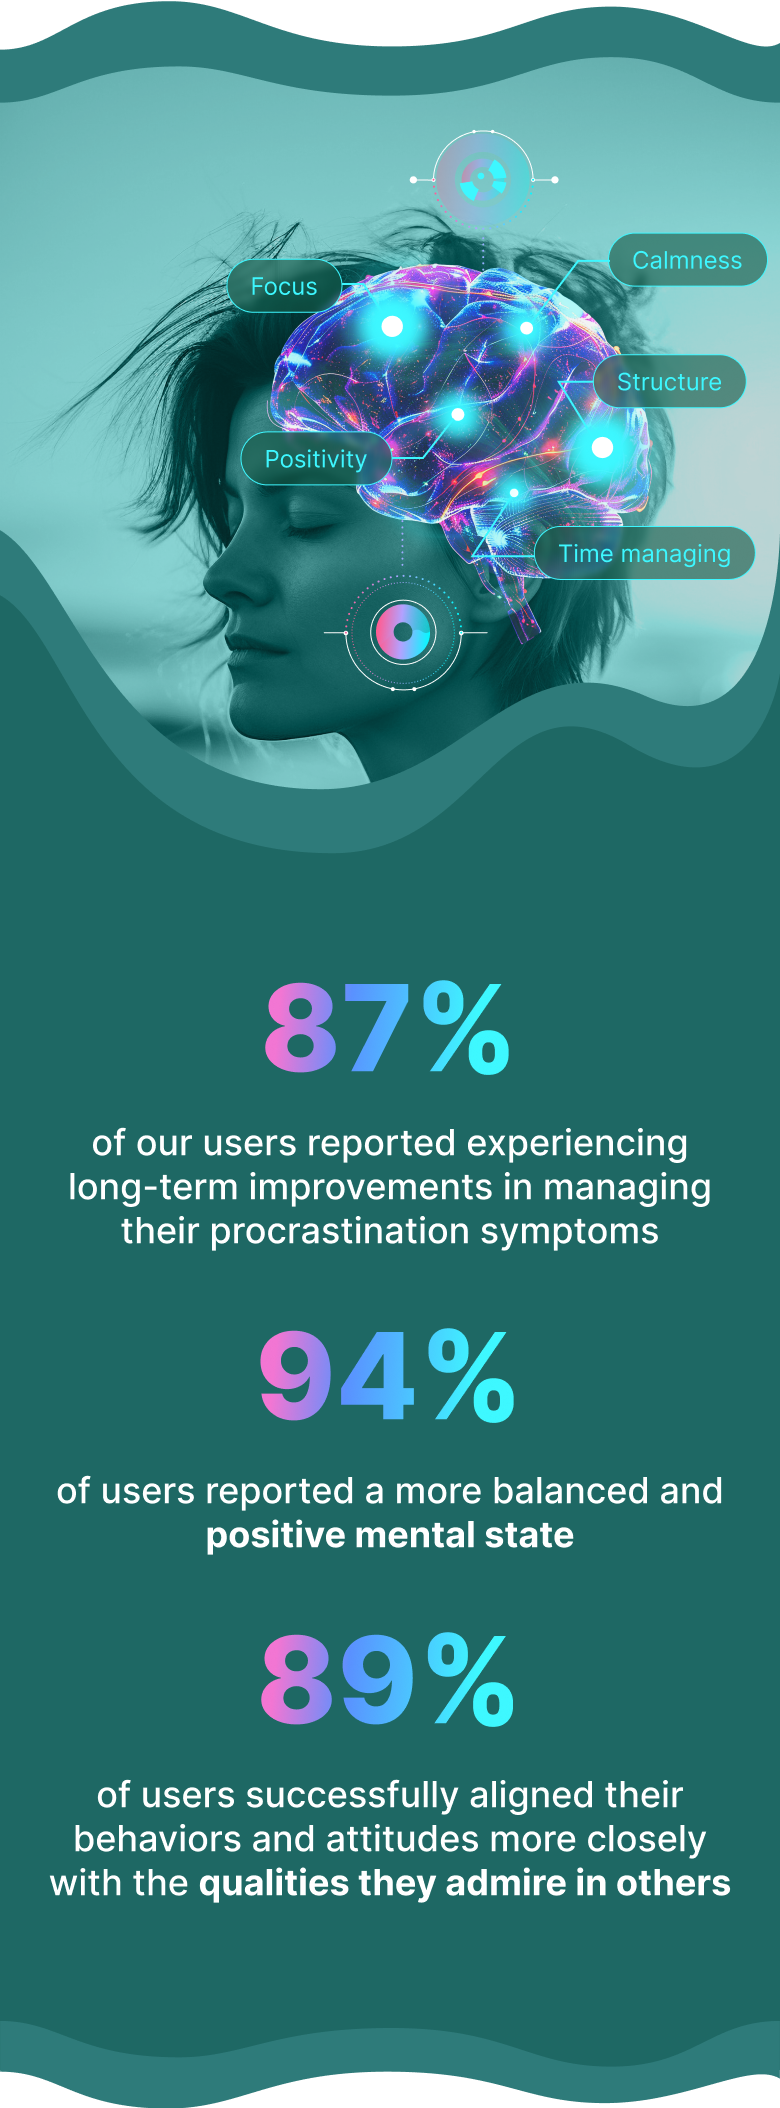 Calmness
Focus
Structure
Positivity
Time managing
87%
of our users reported experiencing
long-term improvements in managing
their procrastination symptoms
94%
of users reported a more balanced and
positive mental state
89%
of users successfully aligned their
behaviors and attitudes more closely
with the qualities they admire in others